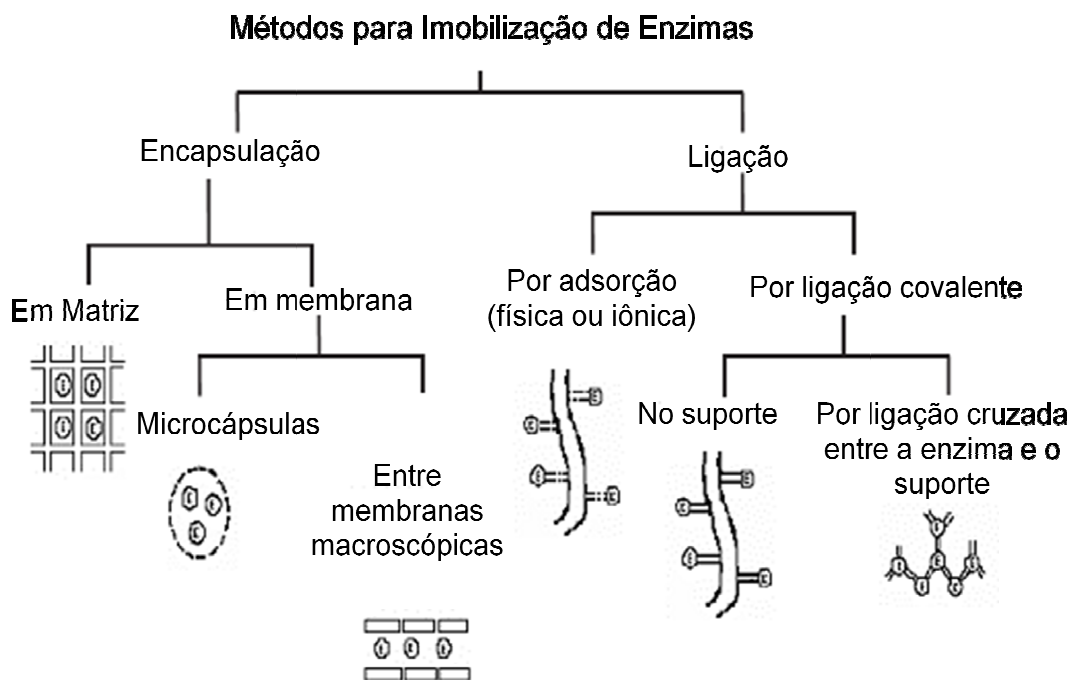 Métodos para Imobilização de Enzimas
Encapsulação
Ligação
Em Matriz
Em membrana
Microcápsulas
Entre
membranas
macroscópicas
Por adsorção
(física ou iônica)
Por ligação covalente
No suporte
Por ligação cruzada
entre a enzima e o
suporte